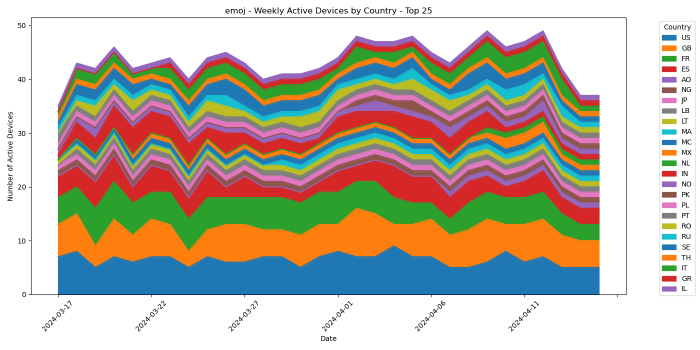 emoj - Weekly Active Devices by Country - Top 25
Number of Active Devices
50
40
30
20
10
0
2024-03-17
2024-03-22
2024-03-27
2024-04-01
2024-04-06
2024-04-11
Date
Country
US
GB
FR
ES
AO
NG
JP
LB
LT
MA
MC
MX
NL
IN
NO
PK
PL
PT
RO
RU
SE
TH
IT
GR
IL